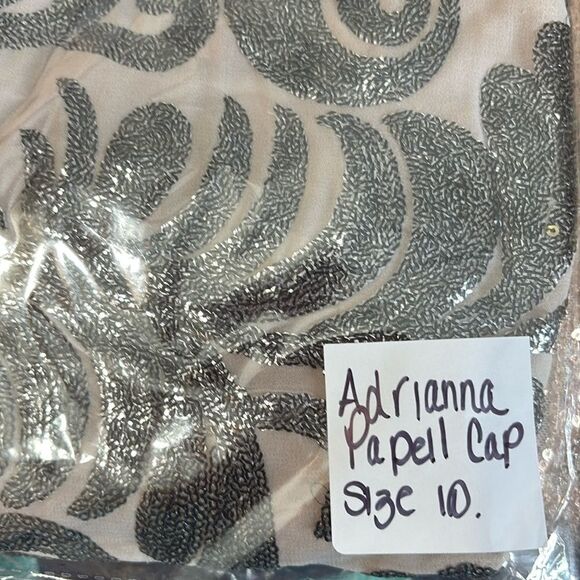 Adrianna
Papell Cap
Size 10.